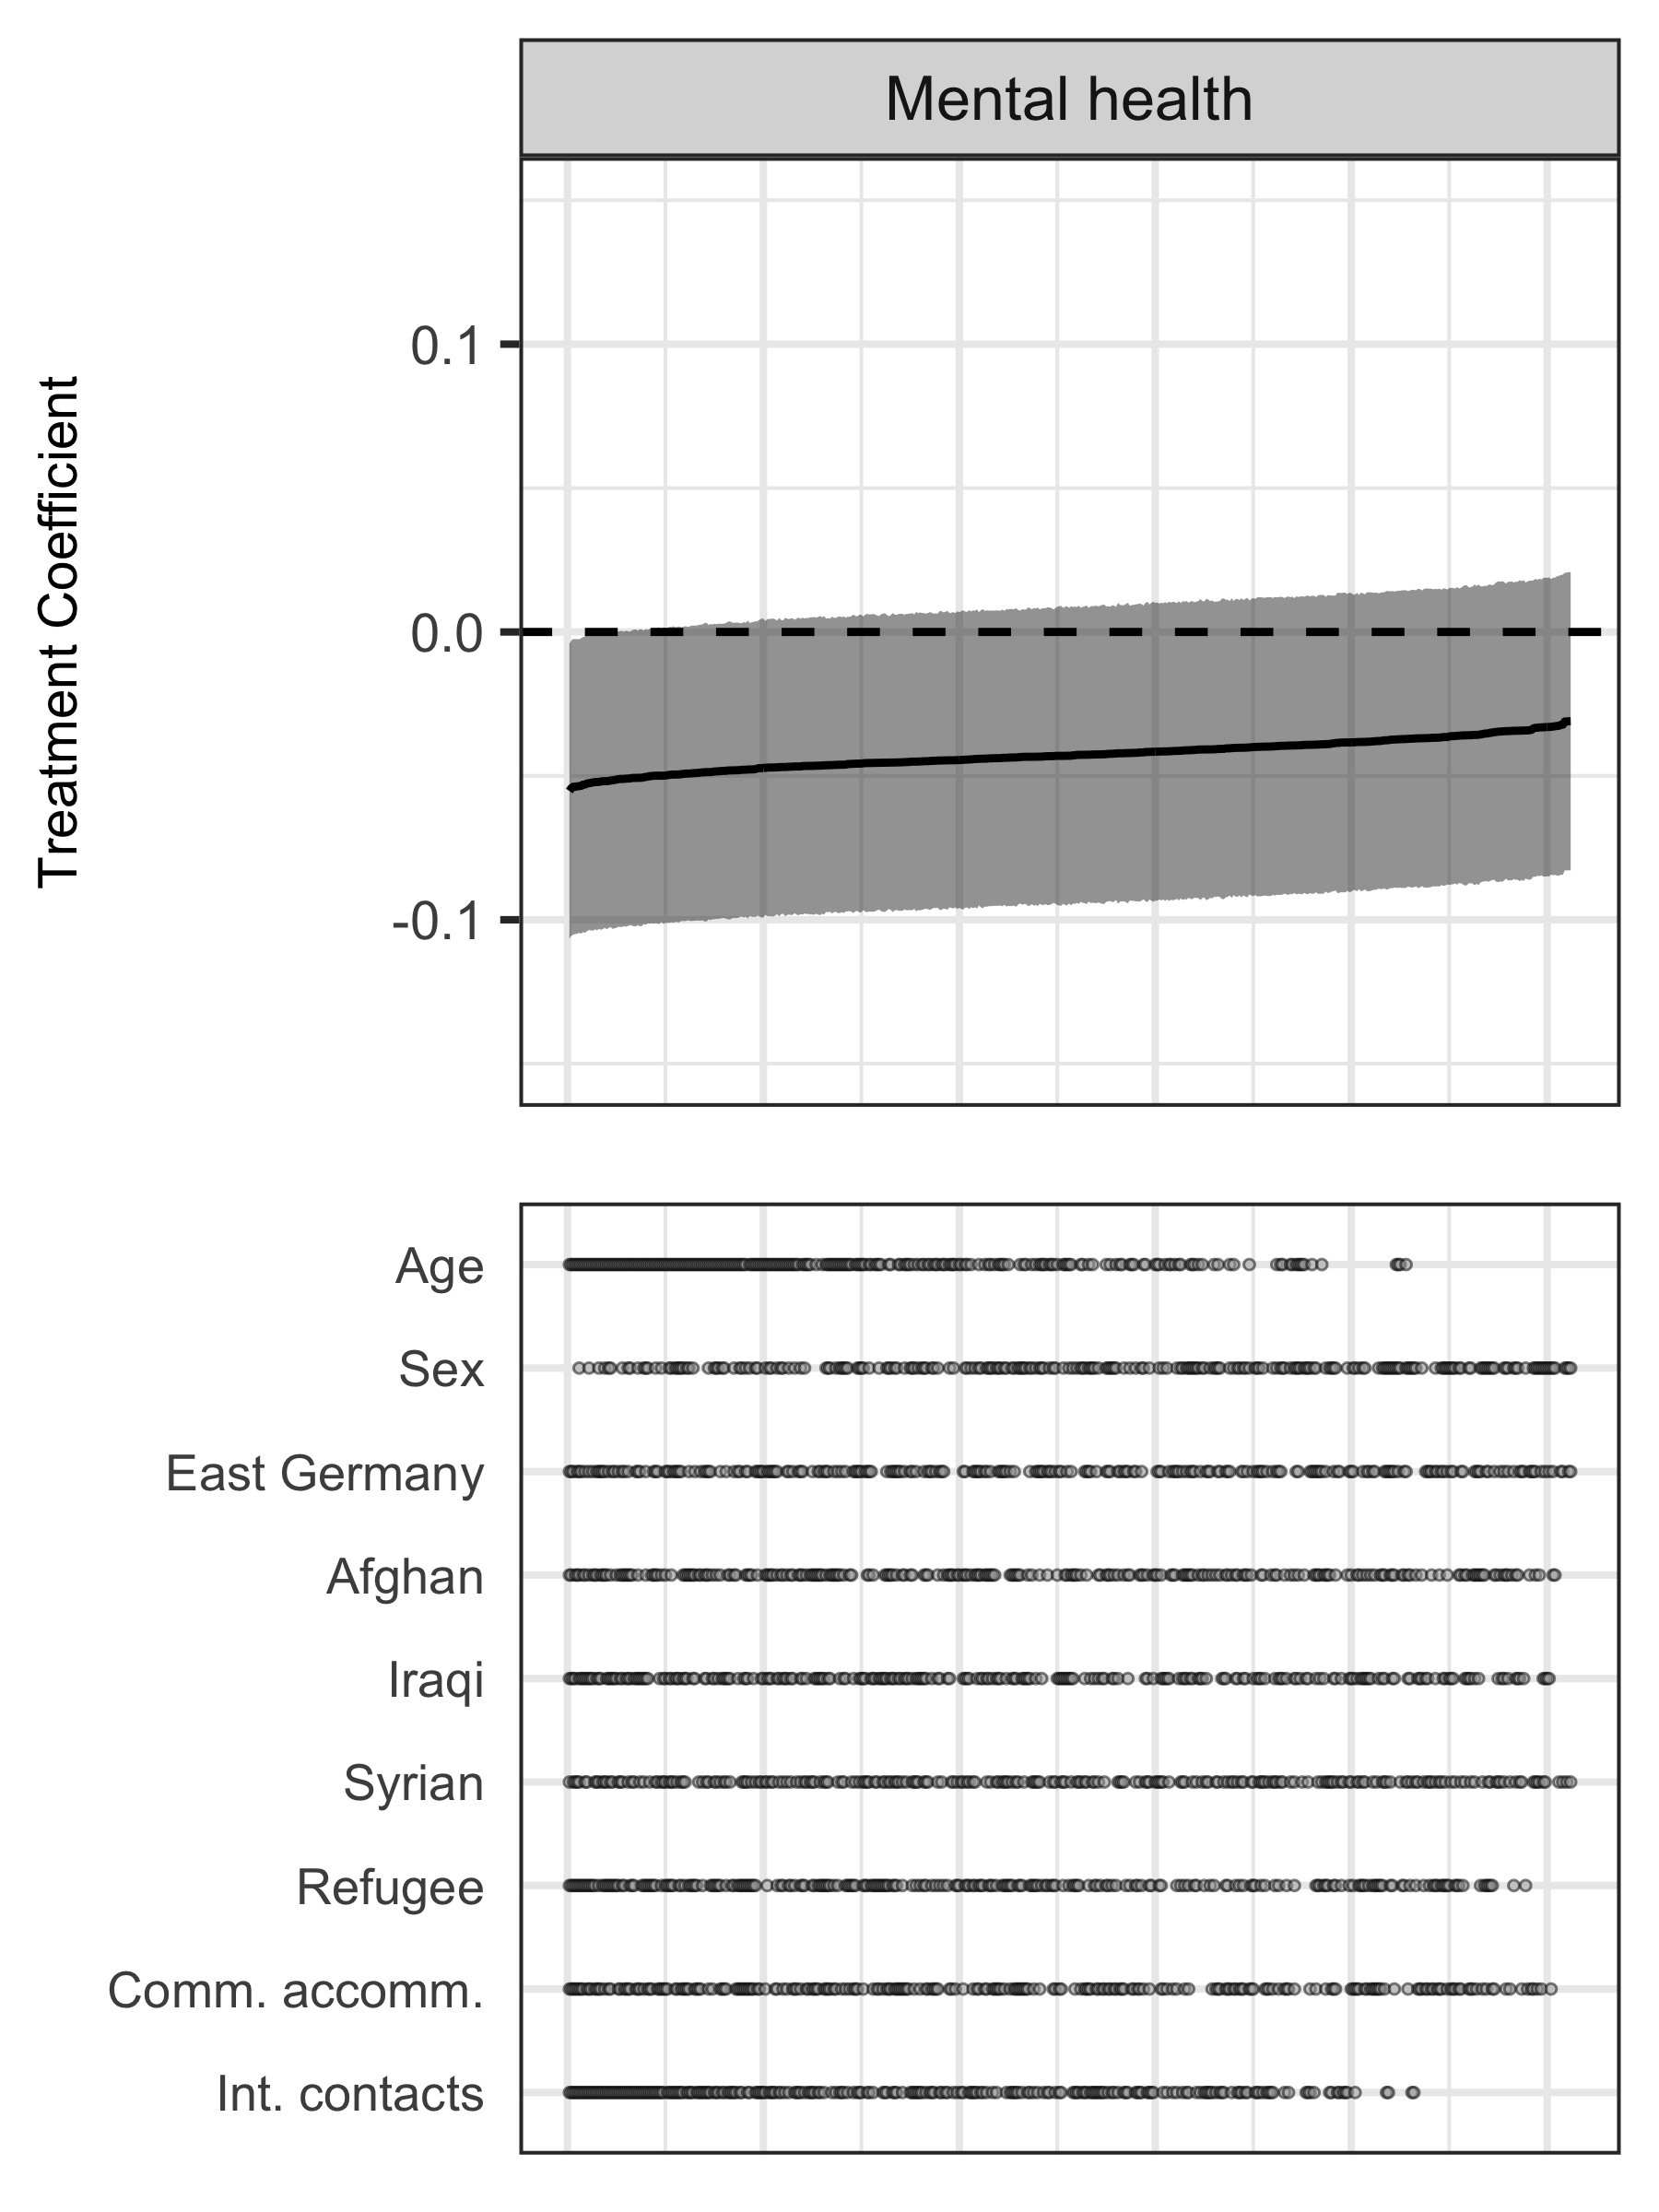 Mental health
Treatment Coefficient
0.1
0.0
-0.1
Age
Sex
East Germany
Afghan
Iraqi
Syrian
Refugee
Comm. accomm.
Int. contacts